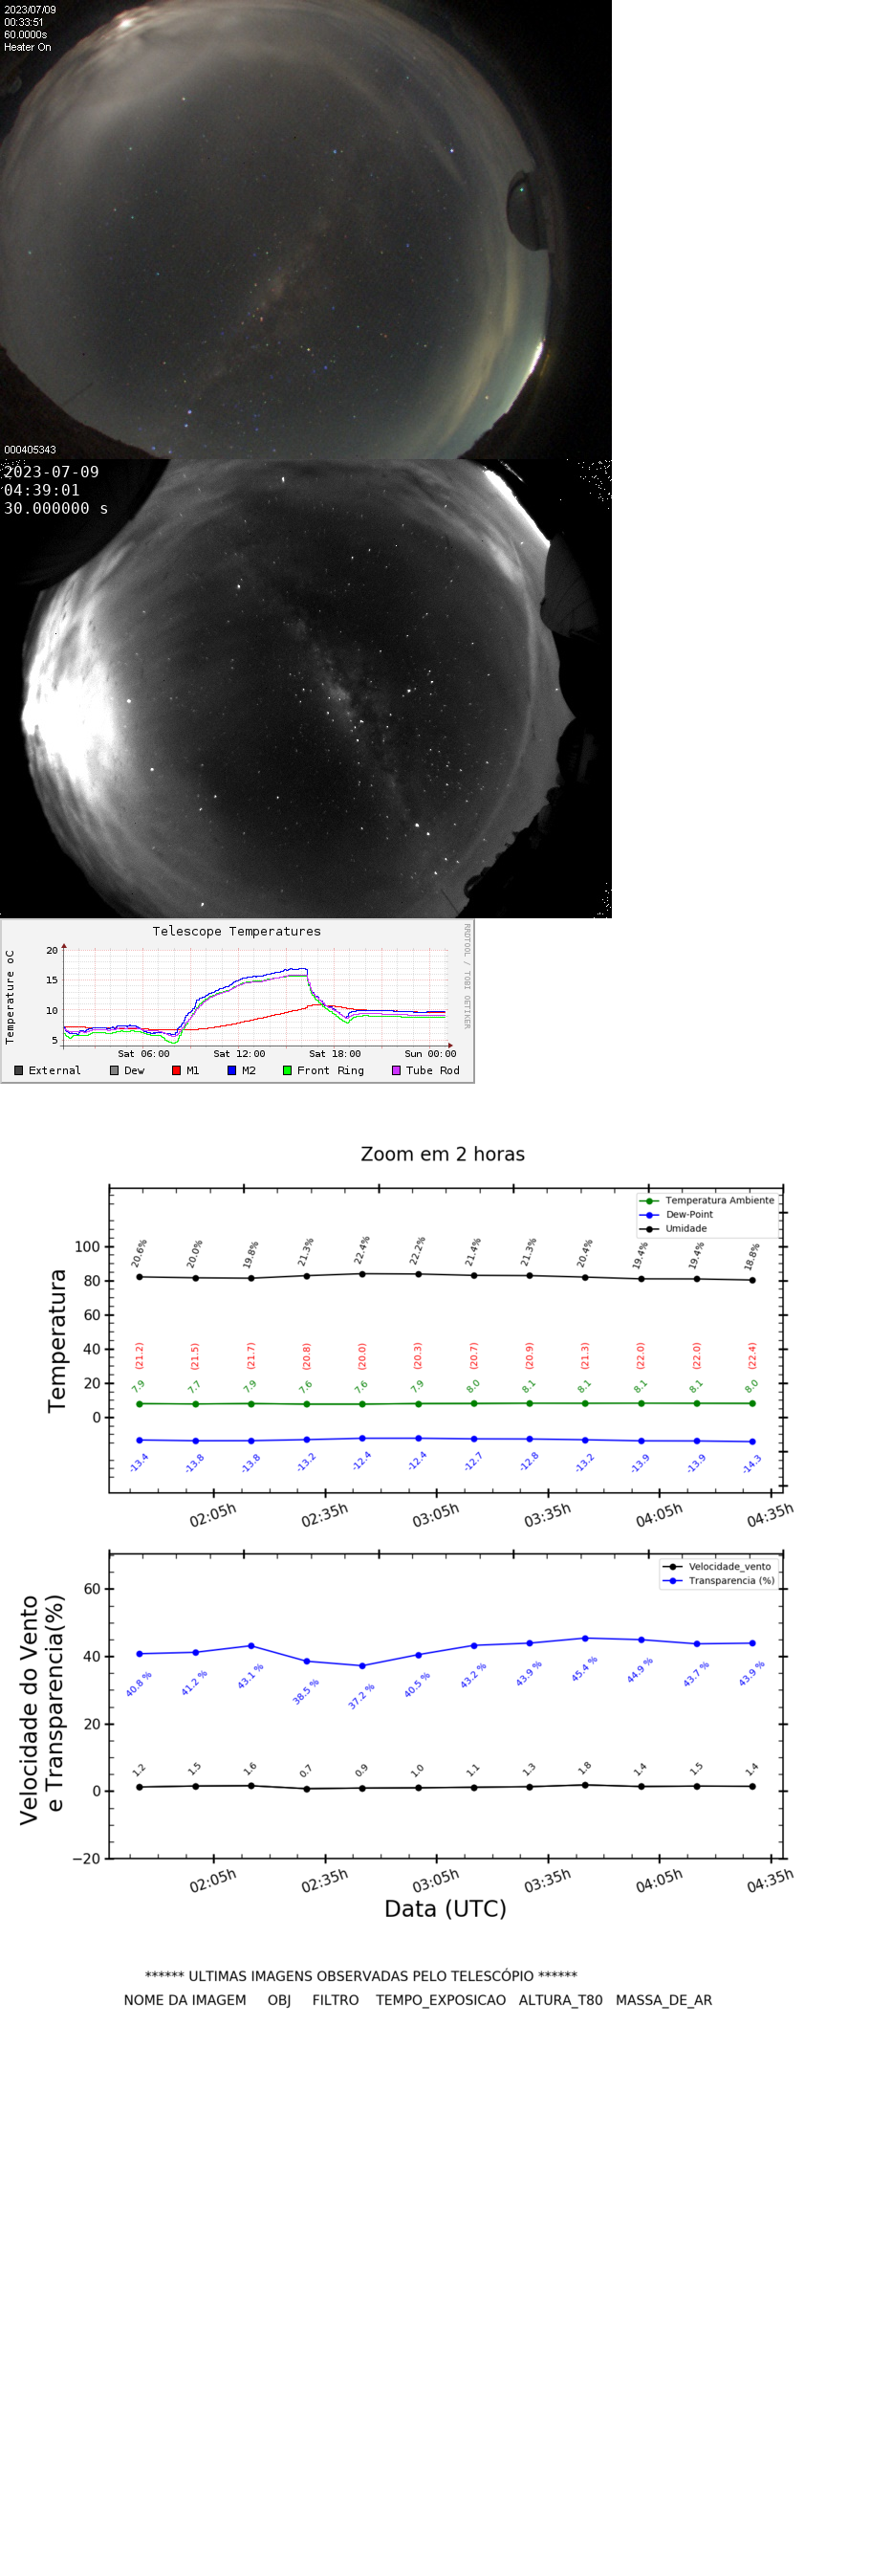 2023/07/09
00:33:51
60.0000s
Heater On
000405343
2023-07-09
04:39:01
30.000000 s
Telescope Temperatures
Temperature oC
20
15
10
5
Sat 06:00 Sat 12:00 Sat 18:00 Sun 00:00
External Dew M1 M2 Front Ring Tube Rod
RRDTOOL / TOBI OETIKER
Zoom em 2 horas
Temperatura
100
80
60
40
20
0
Temperatura Ambiente
Dew-Point
Umidade
20.6% 20.0% 19.8% 21.3% 22.4% 22.2% 21.4% 21.3% 20.4% 19.4% 19.4% 18.8%
(21.2) (21.5) (21.7) (20.8) (20.0) (20.3) (20.7) (20.9) (21.3) (22.0) (22.0) (22.4)
7.9 7.7 7.9 7.6 7.6 7.9 8.0 8.1 8.1 8.1 8.1 8.0
-13.4 -13.8 -13.8 -13.2 -12.4 -12.4 -12.7 -12.8 -13.2 -13.9 -13.9 -14.3
02:05h 02:35h 03:05h 03:35h 04:05h 04:35h
Velocidade do Vento
e Transparencia(%)
60
40
20
0
−20
Velocidade_vento
Transparencia (%)
40.8 % 41.2 % 43.1 % 38.5 % 37.2 % 40.5 % 43.2 % 43.9 % 45.4 % 44.9 % 43.7 % 43.9 %
1.2 1.5 1.6 0.7 0.9 1.0 1.1 1.3 1.8 1.4 1.5 1.4
02:05h 02:35h 03:05h 03:35h 04:05h 04:35h
Data (UTC)
****** ULTIMAS IMAGENS OBSERVADAS PELO TELESCÓPIO ******
NOME DA IMAGEM OBJ FILTRO TEMPO_EXPOSICAO ALTURA_T80 MASSA_DE_AR